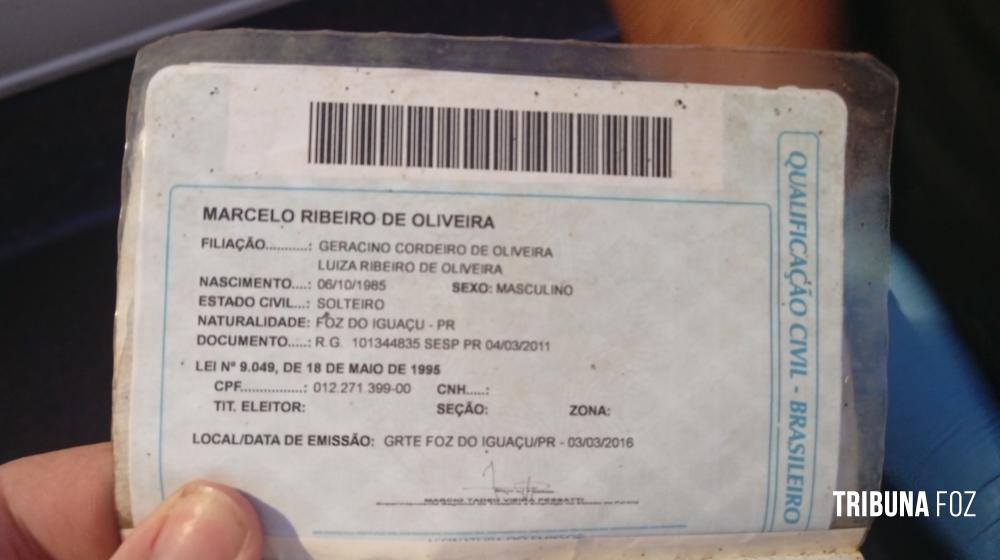 MARCELO RIBEIRO DE OLIVEIRA
FILIAÇÃO...........: GERACINO CORDEIRO DE OLIVEIRA
LUIZA RIBEIRO DE OLIVEIRA
NASCIMENTO....: 06/10/1985 SEXO: MASCULINO
ESTADO CIVIL...: SOLTEIRO
NATURALIDADE: FOZ DO IGUAÇU - PR
DOCUMENTO.....: R.G. 101344835 SESP PR 04/03/2011
LEI Nº 9.049, DE 18 DE MAIO DE 1995
CPF................: 012.271.399-00 CNH.....:
TIT. ELEITOR: SEÇÃO: ZONA:
LOCAL/DATA DE EMISSÃO: GRTE FOZ DO IGUAÇU/PR - 03/03/2016
MARCIO TADEU VIEIRA
QUALIFICAÇÃO CIVIL - BRASILEIRO
TRIBUNA FOZ